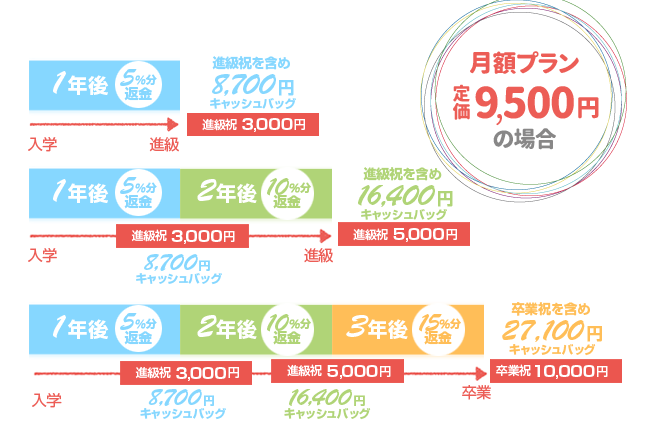 月額プラン
定価9,500円
の場合
1年後 5%分返金
進級祝を含め
8,700円
キャッシュバッグ
進級祝 3,000円
入学
進級
1年後 5%分返金 2年後 10%分返金
進級祝を含め
16,400円
キャッシュバッグ
進級祝 3,000円
進級祝 5,000円
入学
8,700円
キャッシュバッグ
進級
1年後 5%分返金 2年後 10%分返金 3年後 15%分返金
卒業祝を含め
27,100円
キャッシュバッグ
進級祝 3,000円
進級祝 5,000円
卒業祝 10,000円
入学
8,700円
キャッシュバッグ
16,400円
キャッシュバッグ
卒業